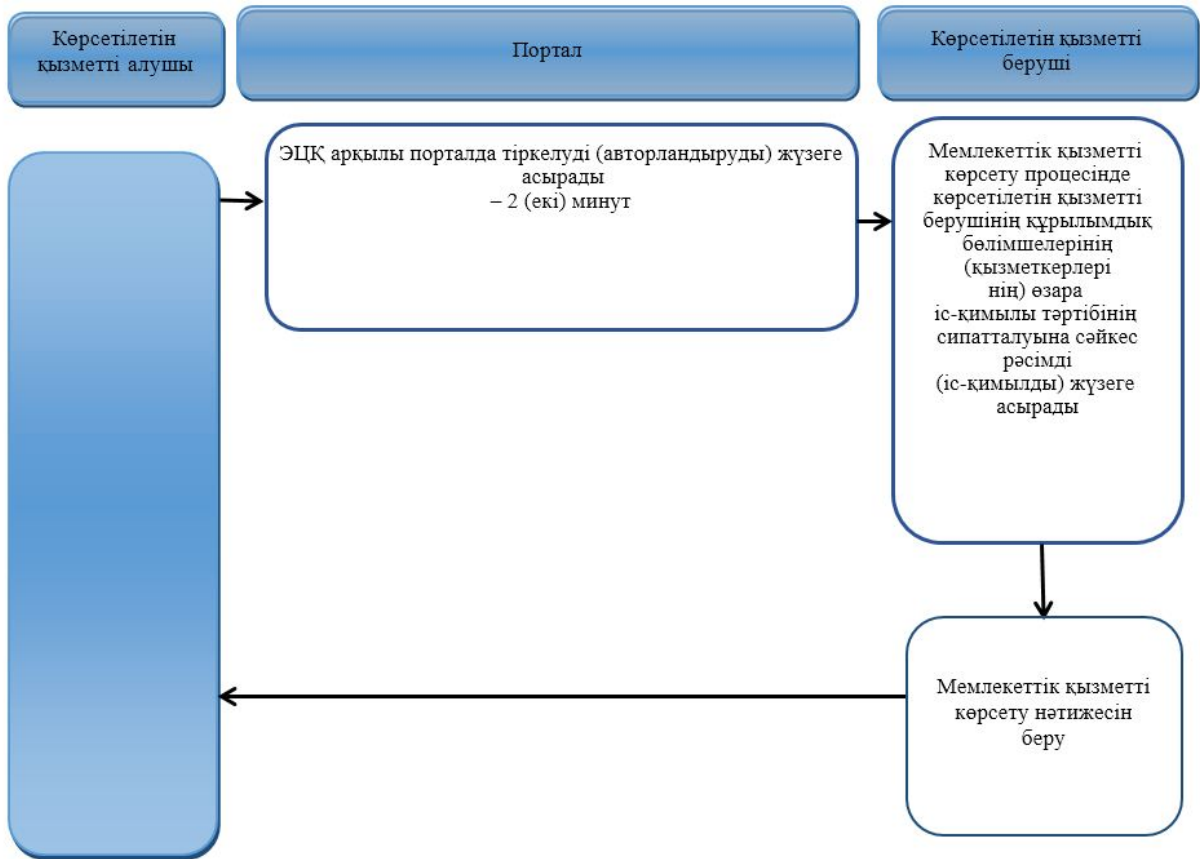 Көрсетілетін
қызметті алушы
Портал
Көрсетілетін қызметті
беруші
ЭЦҚ арқылы порталда тіркелуді (авторландыруды) жүзеге
асырады
– 2 (екі) минут
Мемлекеттік қызметті
көрсету процесінде
көрсетілетін қызметті
берушінің құрылымдық
бөлімшелерінің
(қызметкерлері
нің) өзара
іс-қимылы тәртібінің
сипатталуына сәйкес
рәсімді
(іс-қимылды) жүзеге
асырады
Мемлекеттік қызметті
көрсету нәтижесін
беру